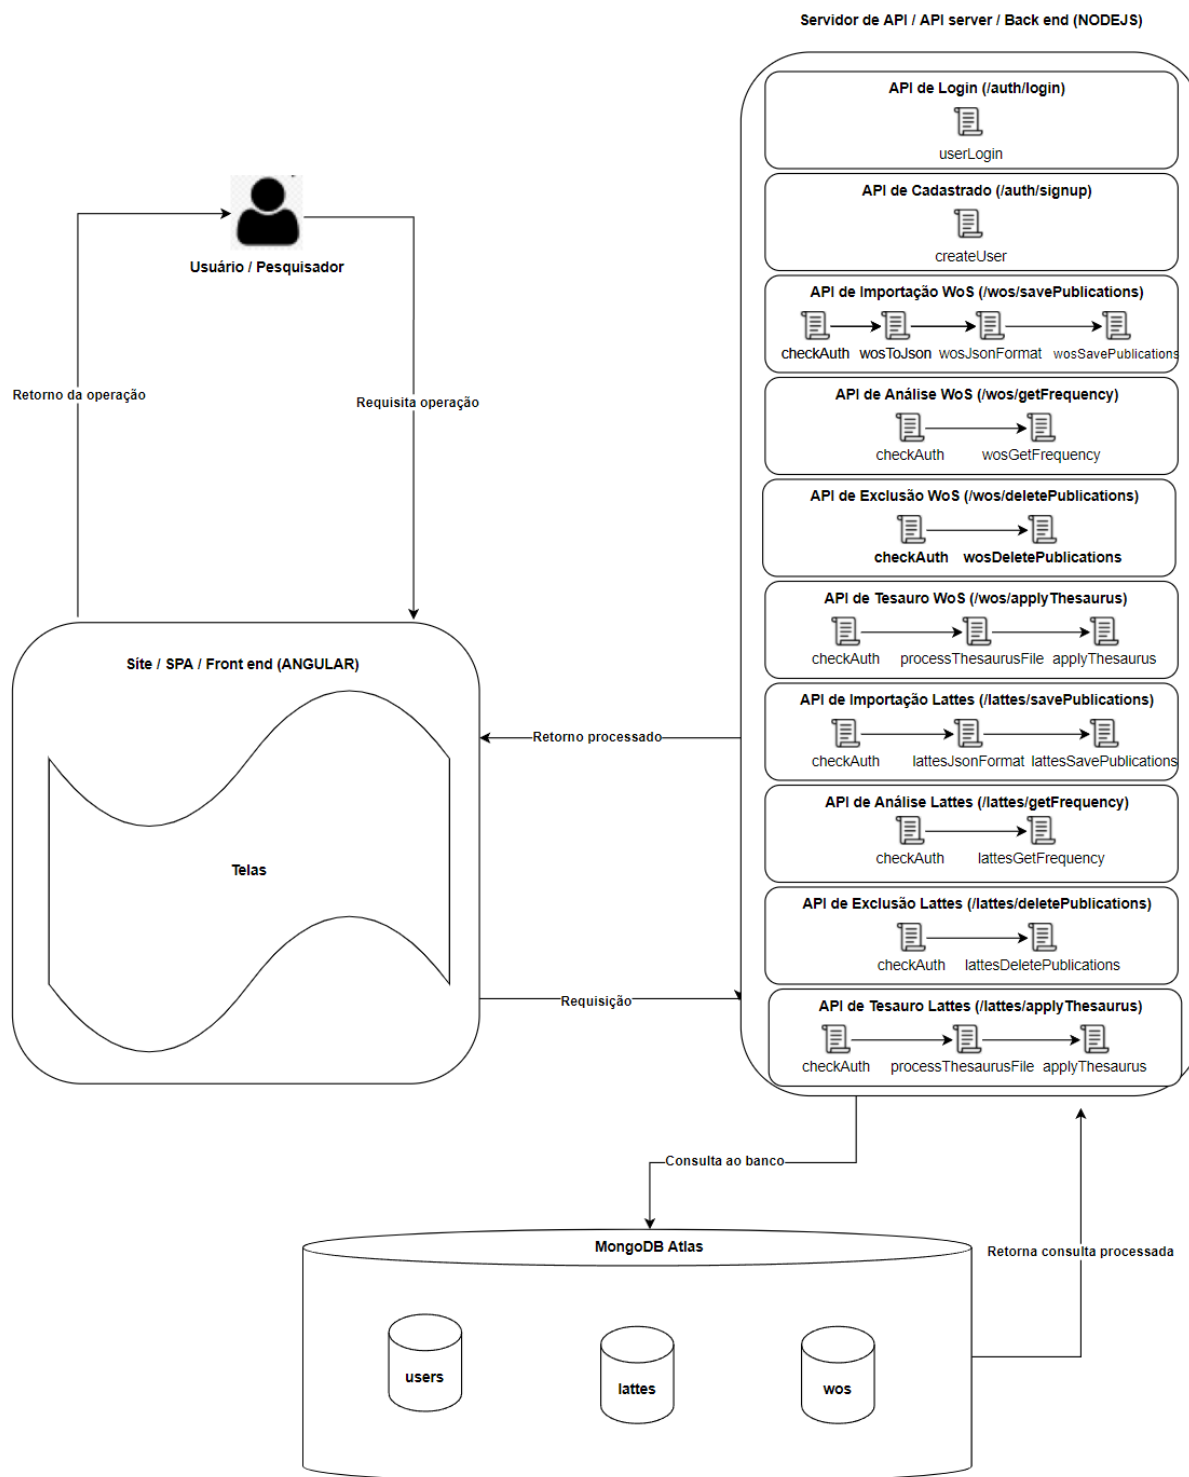 Servidor de API / API server / Back end (NODEJS)
API de Login (/auth/login)
userLogin
API de Cadastrado (/auth/signup)
createUser
Usuário / Pesquisador
API de Importação WoS (/wos/savePublications)
checkAuth wosToJson wosJsonFormat wosSavePublications
Retorno da operação
Requisita operação
API de Análise WoS (/wos/getFrequency)
checkAuth wosGetFrequency
API de Exclusão WoS (/wos/deletePublications)
checkAuth wosDeletePublications
API de Tesauro WoS (/wos/applyThesaurus)
checkAuth processThesaurusFile applyThesaurus
Síte / SPA / Front end (ANGULAR)
API de Importação Lattes (/lattes/savePublications)
checkAuth lattesJsonFormat lattesSavePublications
Retorno processado
API de Análise Lattes (/lattes/getFrequency)
checkAuth lattesGetFrequency
Telas
API de Exclusão Lattes (/lattes/deletePublications)
checkAuth lattesDeletePublications
Requisição
API de Tesauro Lattes (/lattes/applyThesaurus)
checkAuth processThesaurusFile applyThesaurus
Consulta ao banco
MongoDB Atlas
Retorna consulta processada
users
lattes
wos